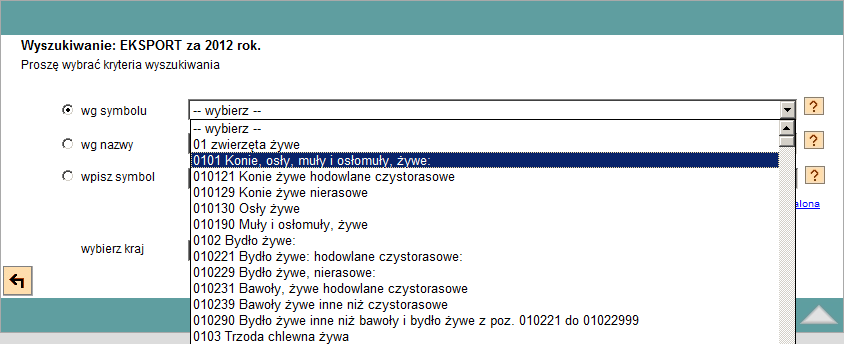 Wyszukiwanie: EKSPORT za 2012 rok.
Proszę wybrać kryteria wyszukiwania
wg symbolu
-- wybierz --
?
-- wybierz --
wg nazwy
01 zwierzęta żywe
?
0101 Konie, osły, muły i osłomuły, żywe:
wpisz symbol
010121 Konie żywe hodowlane czystorasowe
?
010129 Konie żywe nierasowe
010130 Osły żywe
alona
010190 Muły i osłomuły, żywe
0102 Bydło żywe:
wybierz kraj
010221 Bydło żywe: hodowlane czystorasowe:
010229 Bydło żywe, nierasowe:
010231 Bawoły, żywe hodowlane czystorasowe
010239 Bawoły żywe inne niż czystorasowe
010290 Bydło żywe inne niż bawoły i bydło żywe z poz. 010221 do 01022999
0103 Trzoda chlewna żywa